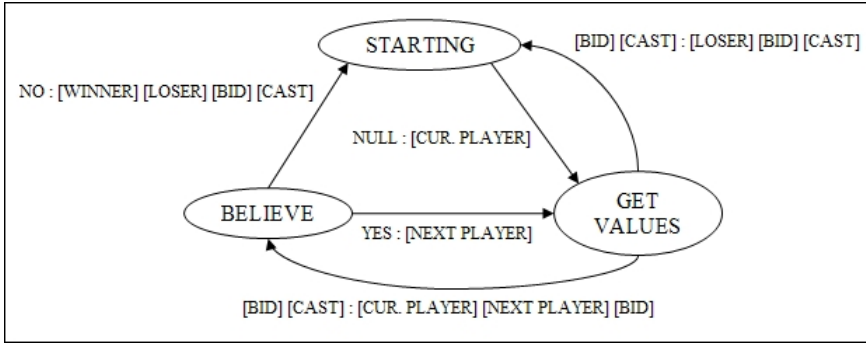 STARTING
[BID] [CAST] : [LOSER] [BID] [CAST]
NO : [WINNER] [LOSER] [BID] [CAST]
NULL : [CUR. PLAYER]
BELIEVE
GET
VALUES
YES : [NEXT PLAYER]
[BID] [CAST] : [CUR. PLAYER] [NEXT PLAYER] [BID]